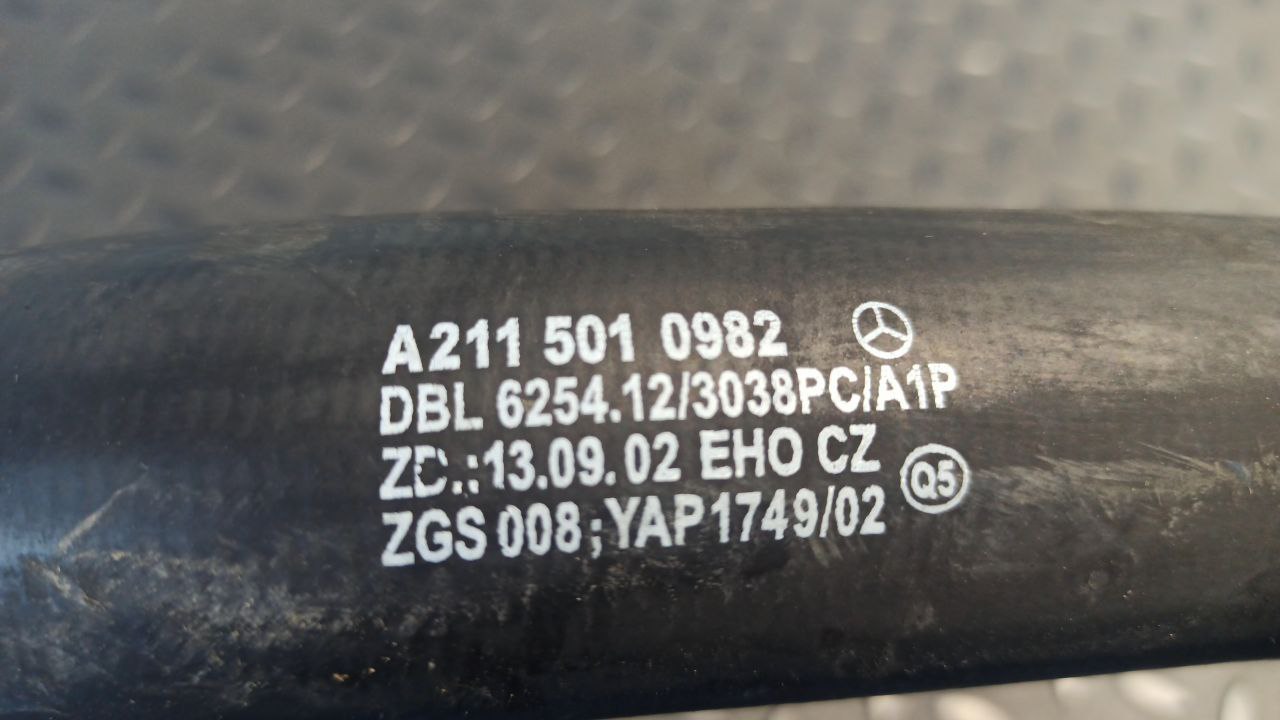 A211 501 0982
DBL 6254.12/3038PC/A1P
ZD.:13.09.02 EHO CZ
Q5
ZGS 008;YAP1749/02